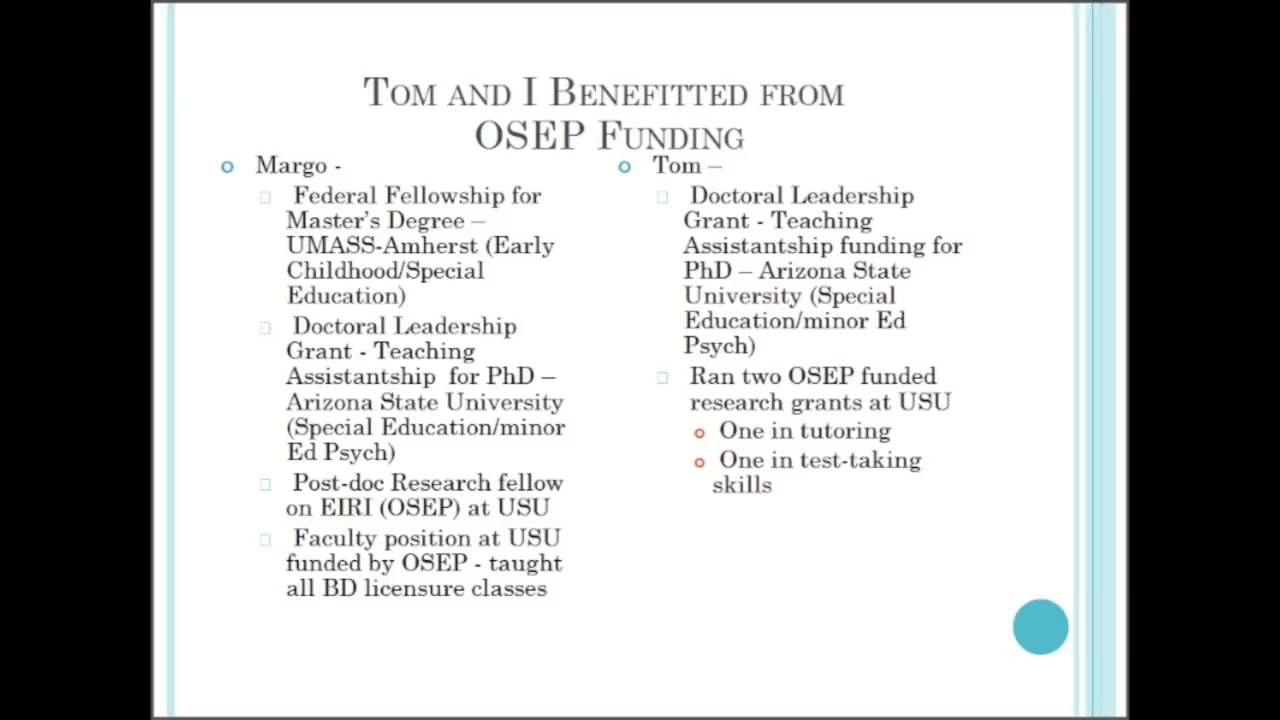 Tom and I Benefitted from
OSEP Funding
Margo -
Federal Fellowship for
Master's Degree –
UMASS-Amherst (Early
Childhood/Special
Education)
Doctoral Leadership
Grant - Teaching
Assistantship for PhD –
Arizona State University
(Special Education/minor
Ed Psych)
Post-doc Research fellow
on EIRI (OSEP) at USU
Faculty position at USU
funded by OSEP - taught
all BD licensure classes
Tom –
Doctoral Leadership
Grant - Teaching
Assistantship funding for
PhD – Arizona State
University (Special
Education/minor Ed
Psych)
Ran two OSEP funded
research grants at USU
One in tutoring
One in test-taking
skills